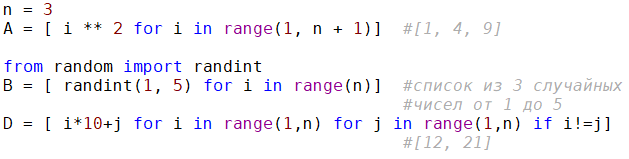 n = 3
A = [ i ** 2 for i in range(1, n + 1)]  #[1, 4, 9]
from random import randint
B = [ randint(1, 5) for i in range(n)]  #список из 3 случайных
#чисел от 1 до 5
D = [ i*10+j for i in range(1,n) for j in range(1,n) if i!=j]
#[12, 21]